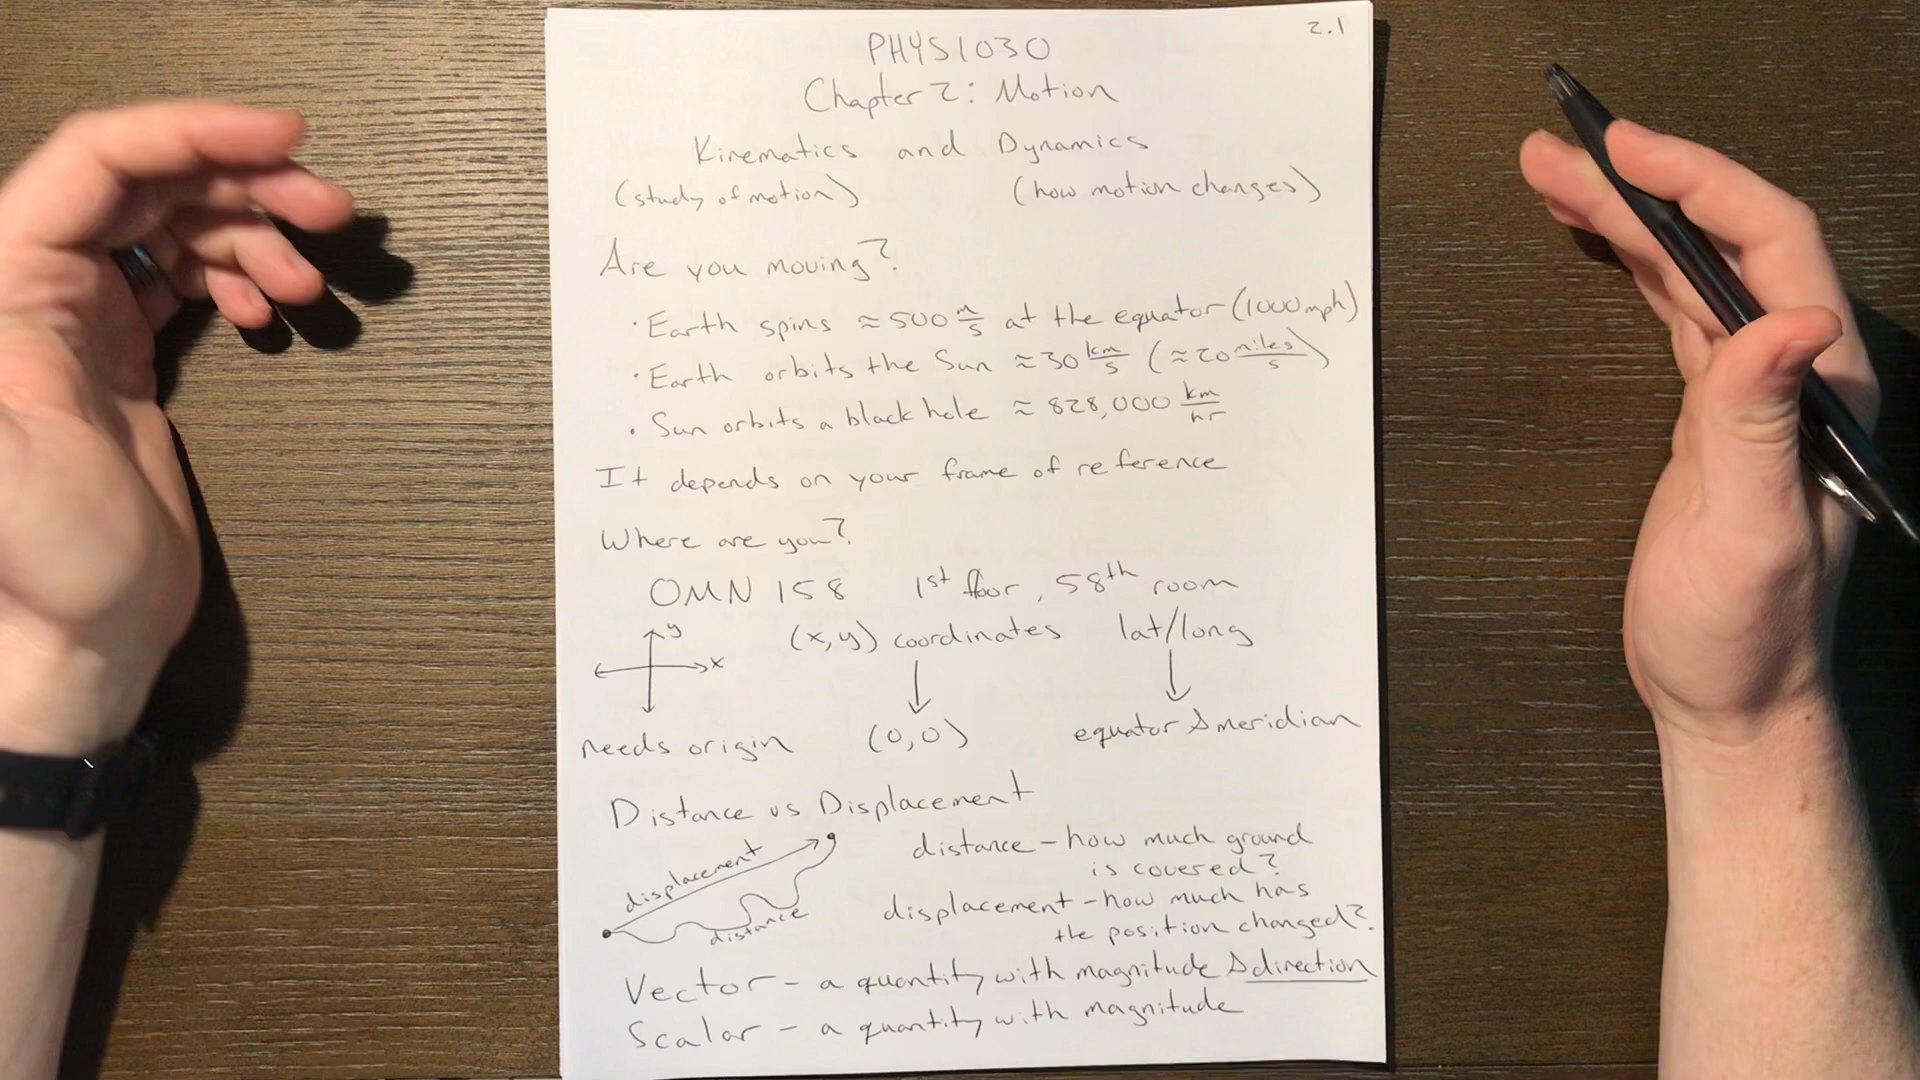 2.1
PHYS1030
Chapter 2: Motion
Kinematics and Dynamics
(study of motion) (how motion changes)
Are you moving?
· Earth spins ≈ 500 m/s at the equator (1000mph)
· Earth orbits the Sun ≈ 30 km/s (≈ 20 miles/s)
· Sun orbits a black hole ≈ 828,000 km/hr
It depends on your frame of reference
Where are you?
OMN 158 1st floor, 58th room
y
x
(x,y) coordinates lat/long
needs origin (0,0) equator & meridian
Distance vs Displacement
displacement
distance
distance – how much ground
is covered?
displacement – how much has
the position changed?
Vector – a quantity with magnitude & direction
Scalar – a quantity with magnitude